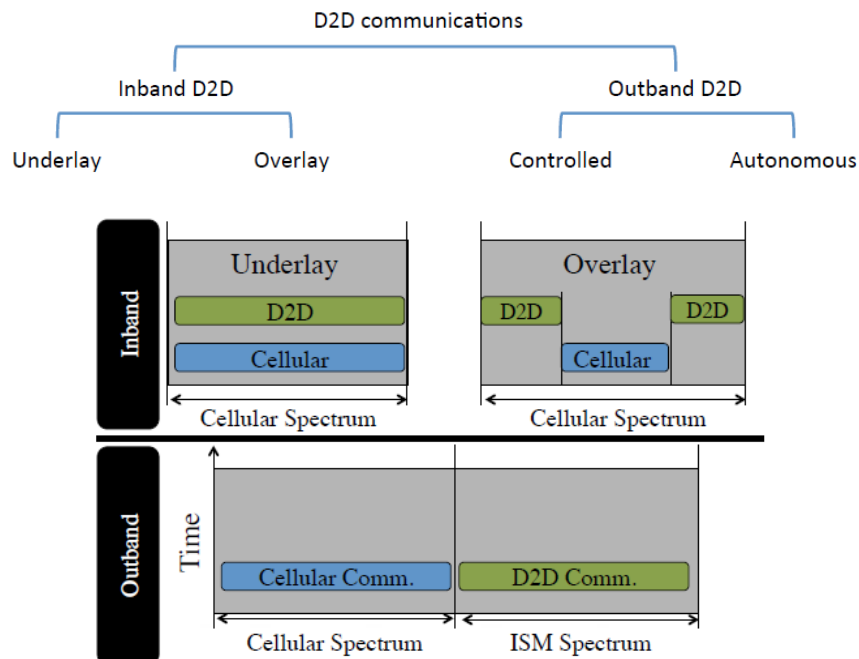 D2D communications
Inband D2D
Outband D2D
Underlay
Overlay
Controlled
Autonomous
Inband
Underlay
D2D
Cellular
Cellular Spectrum
Overlay
D2D
D2D
Cellular
Cellular Spectrum
Outband
Time
Cellular Comm.
D2D Comm.
Cellular Spectrum
ISM Spectrum